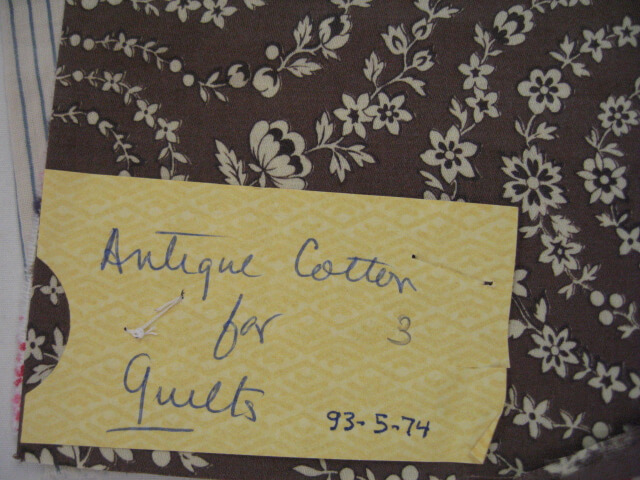 Antique Cotton
for 3
Quilts
93-5-74